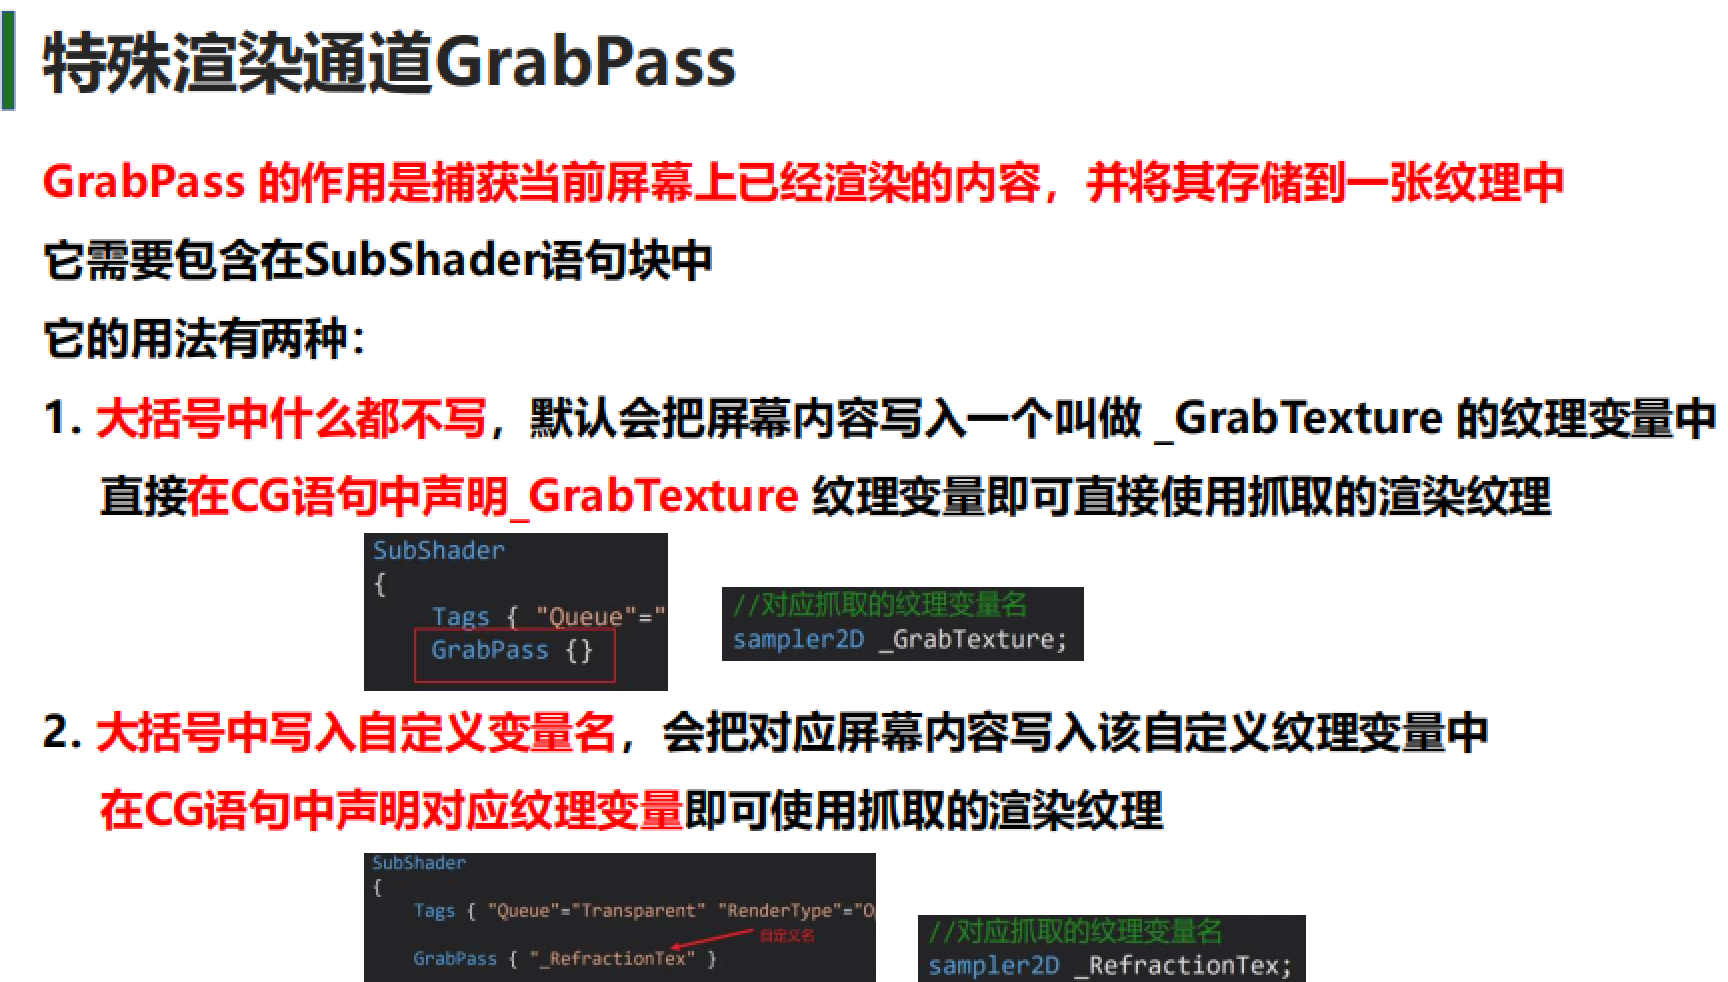 特殊渲染通道GrabPass
GrabPass 的作用是捕获当前屏幕上已经渲染的内容，并将其存储到一张纹理中
它需要包含在SubShader语句块中
它的用法有两种：
1. 大括号中什么都不写，默认会把屏幕内容写入一个叫做 _GrabTexture 的纹理变量中
直接在CG语句中声明_GrabTexture 纹理变量即可直接使用抓取的渲染纹理
SubShader
{
Tags { "Queue"="
GrabPass {}
//对应抓取的纹理变量名
sampler2D _GrabTexture;
2. 大括号中写入自定义变量名，会把对应屏幕内容写入该自定义纹理变量中
在CG语句中声明对应纹理变量即可使用抓取的渲染纹理
SubShader
{
Tags { "Queue"="Transparent" "RenderType"="O
自定义名
GrabPass { "_RefractionTex" }
//对应抓取的纹理变量名
sampler2D _RefractionTex;